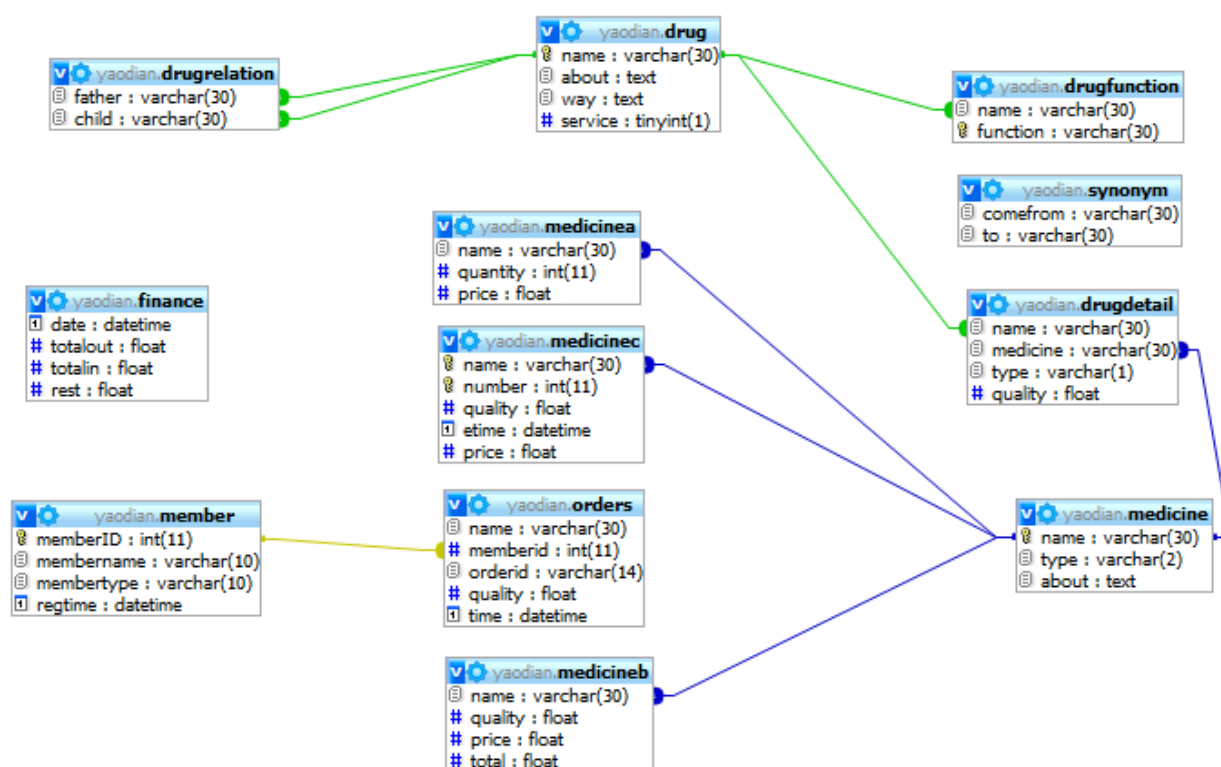 yaodian.drug
name : varchar(30)
about : text
way : text
service : tinyint(1)
yaodian.drugrelation
father : varchar(30)
child : varchar(30)
yaodian.drugfunction
name : varchar(30)
function : varchar(30)
yaodian.synonym
comefrom : varchar(30)
to : varchar(30)
yaodian.medicinea
name : varchar(30)
# quantity : int(11)
# price : float
yaodian.finance
date : datetime
# totalout : float
# totalin : float
# rest : float
yaodian.medicinec
name : varchar(30)
number : int(11)
# quality : float
etime : datetime
# price : float
yaodian.drugdetail
name : varchar(30)
medicine : varchar(30)
type : varchar(1)
# quality : float
yaodian.member
memberID : int(11)
membername : varchar(10)
membertype : varchar(10)
regtime : datetime
yaodian.orders
name : varchar(30)
# memberid : int(11)
orderid : varchar(14)
# quality : float
time : datetime
yaodian.medicine
name : varchar(30)
type : varchar(2)
about : text
yaodian.medicineb
name : varchar(30)
# quality : float
# price : float
# total : float